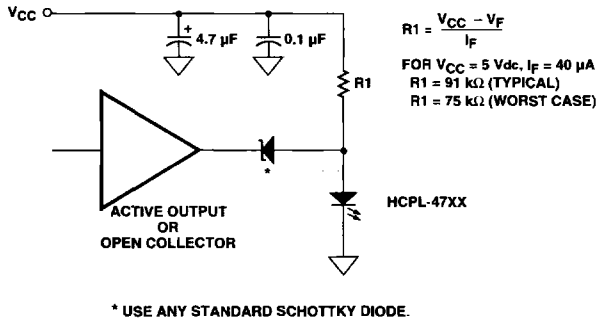 VCC
+
4.7 µF
0.1 µF
R1
R1 = VCC – VF / IF
FOR VCC = 5 Vdc, IF = 40 µA
R1 = 91 kΩ (TYPICAL)
R1 = 75 kΩ (WORST CASE)
*
HCPL-47XX
ACTIVE OUTPUT
OR
OPEN COLLECTOR
* USE ANY STANDARD SCHOTTKY DIODE.